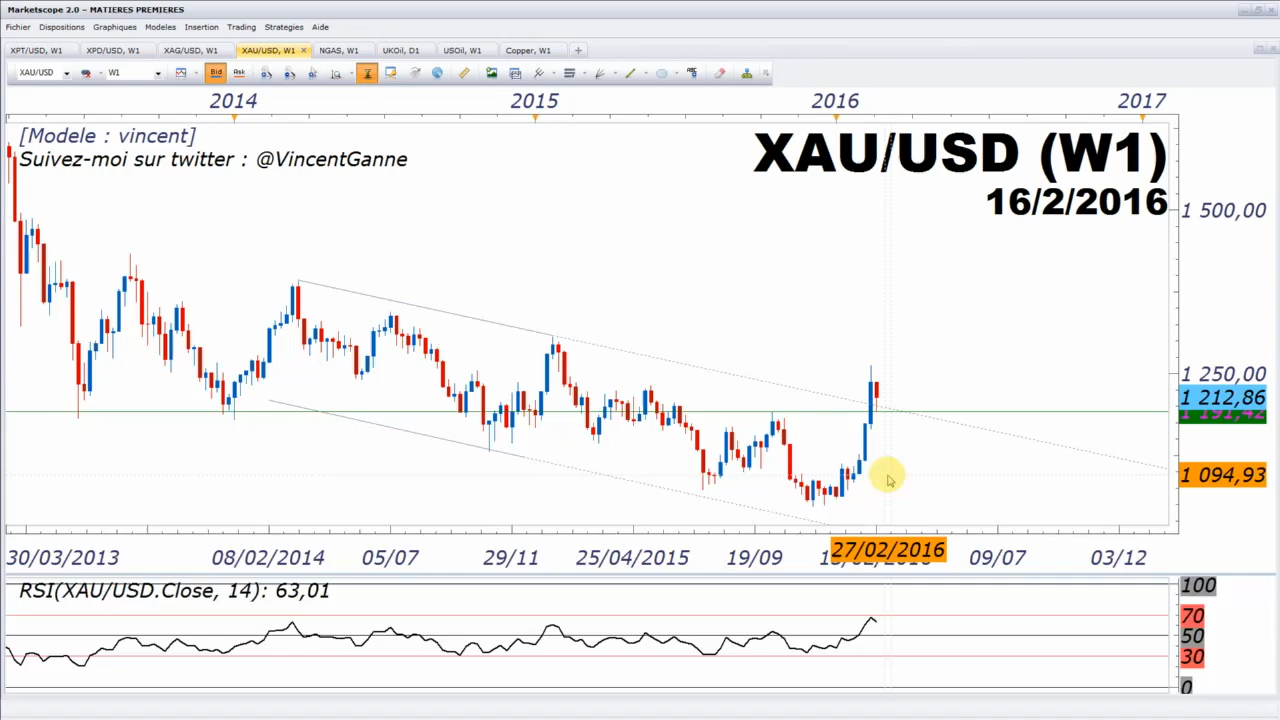 Marketscope 2.0 – MATIERES PREMIERES
Fichier Dispositions Graphiques Modeles Insertion Trading Strategies Aide
XPT/USD, W1 XPD/USD, W1 XAG/USD, W1 XAU/USD, W1 NGAS, W1 UKOil, D1 USOil, W1 Copper, W1
XAU/USD W1 Bid Ask
2014 2015 2016 2017
[Modele : vincent]
Suivez-moi sur twitter : @VincentGanne
XAU/USD (W1)
16/2/2016
1 500,00
1 250,00
1 212,86
1 191,42
1 094,93
30/03/2013 08/02/2014 05/07 29/11 25/04/2015 19/09 27/02/2016 09/07 03/12
RSI(XAU/USD.Close, 14): 63,01
100
70
50
30
0